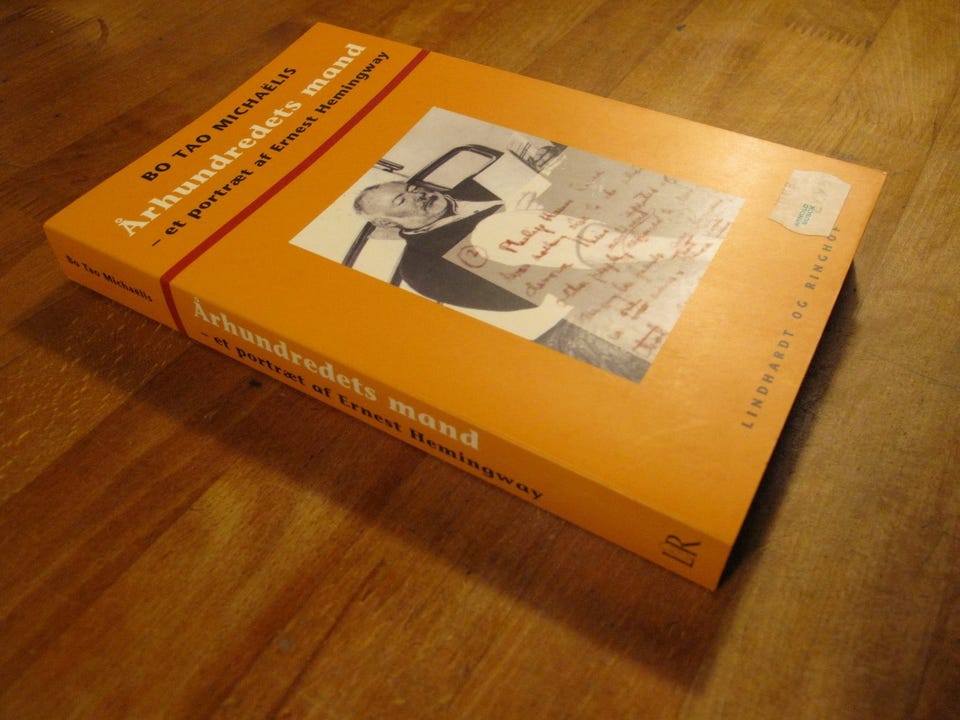 BO TAO MICHAËLIS
Århundredets mand
– et portræt af Ernest Hemingway
Philip
LINDHARDT OG RINGHOF
Bo Tao Michaëlis
Århundredets mand
– et portræt af Ernest Hemingway
LR